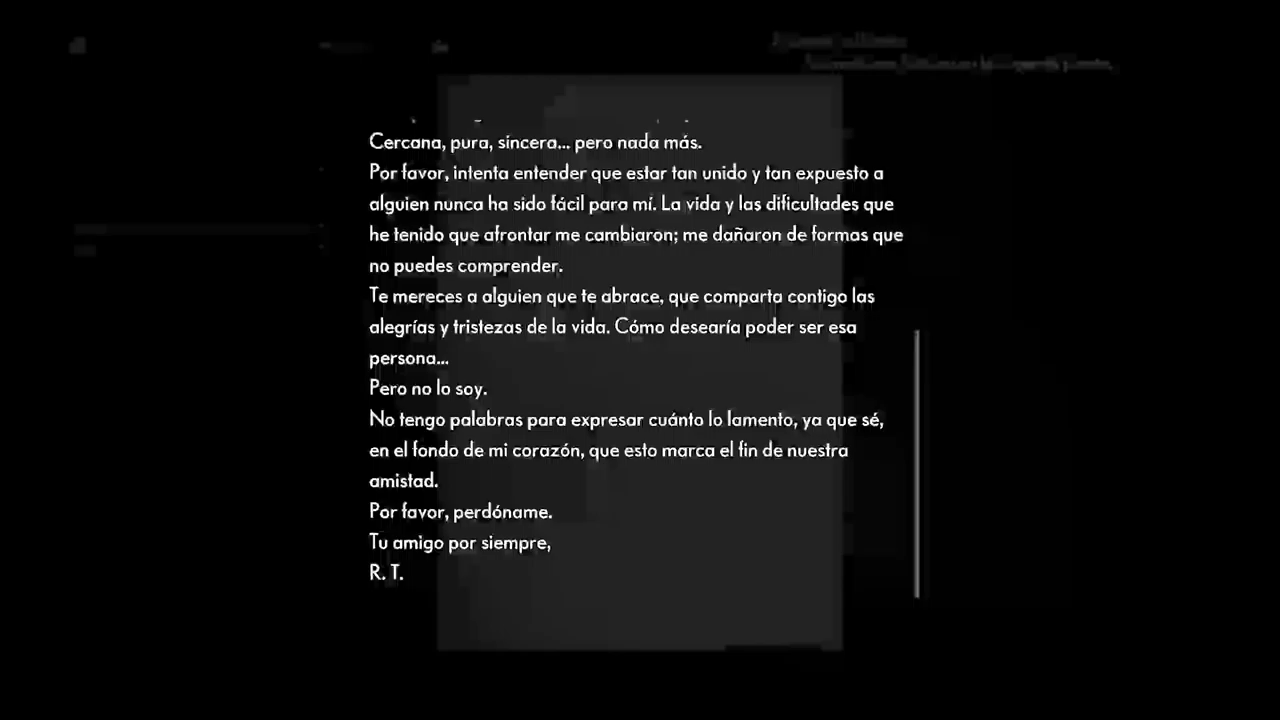 Cercana, pura, sincera... pero nada más.
Por favor, intenta entender que estar tan unido y tan expuesto a
alguien nunca ha sido fácil para mí. La vida y las dificultades que
he tenido que afrontar me cambiaron; me dañaron de formas que
no puedes comprender.
Te mereces a alguien que te abrace, que comparta contigo las
alegrías y tristezas de la vida. Cómo desearía poder ser esa
persona...
Pero no lo soy.
No tengo palabras para expresar cuánto lo lamento, ya que sé,
en el fondo de mi corazón, que esto marca el fin de nuestra
amistad.
Por favor, perdóname.
Tu amigo por siempre,
R. T.